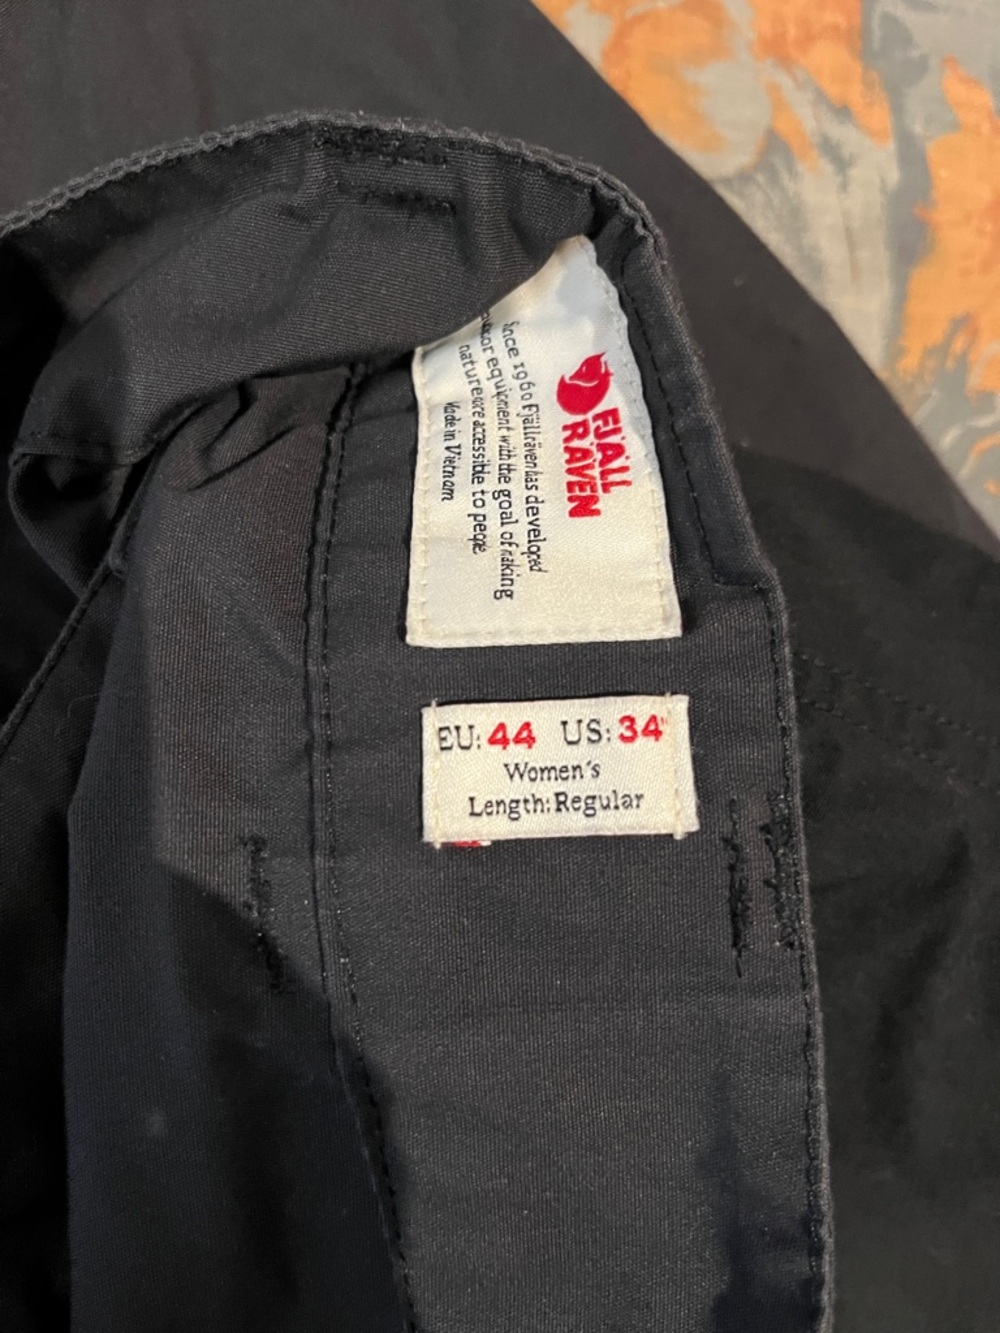 FJÄLL
RÄVEN
Since 1960 Fjällräven has developed
outdoor equipment with the goal of making
nature more accessible to people.
Made in Vietnam
EU: 44 US: 34"
Women's
Length: Regular